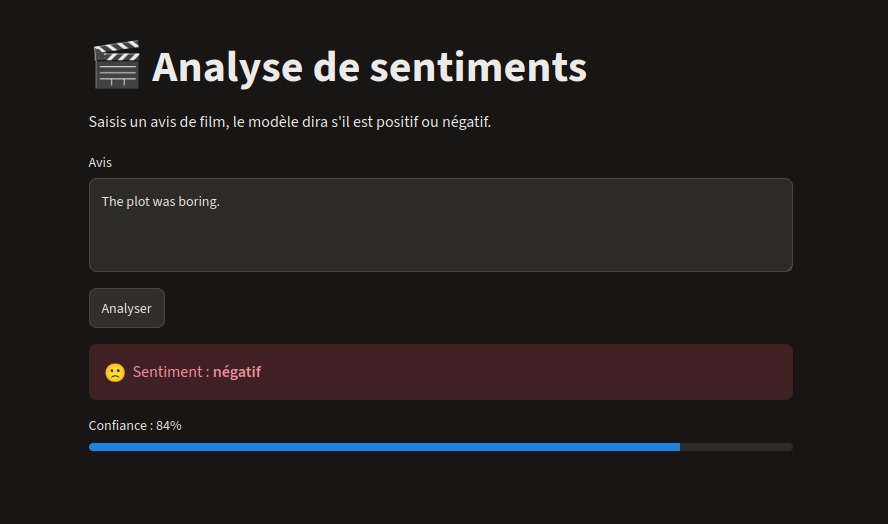 Analyse de sentiments
Saisis un avis de film, le modèle dira s'il est positif ou négatif.
Avis
The plot was boring.
Analyser
Sentiment : négatif
Confiance : 84%